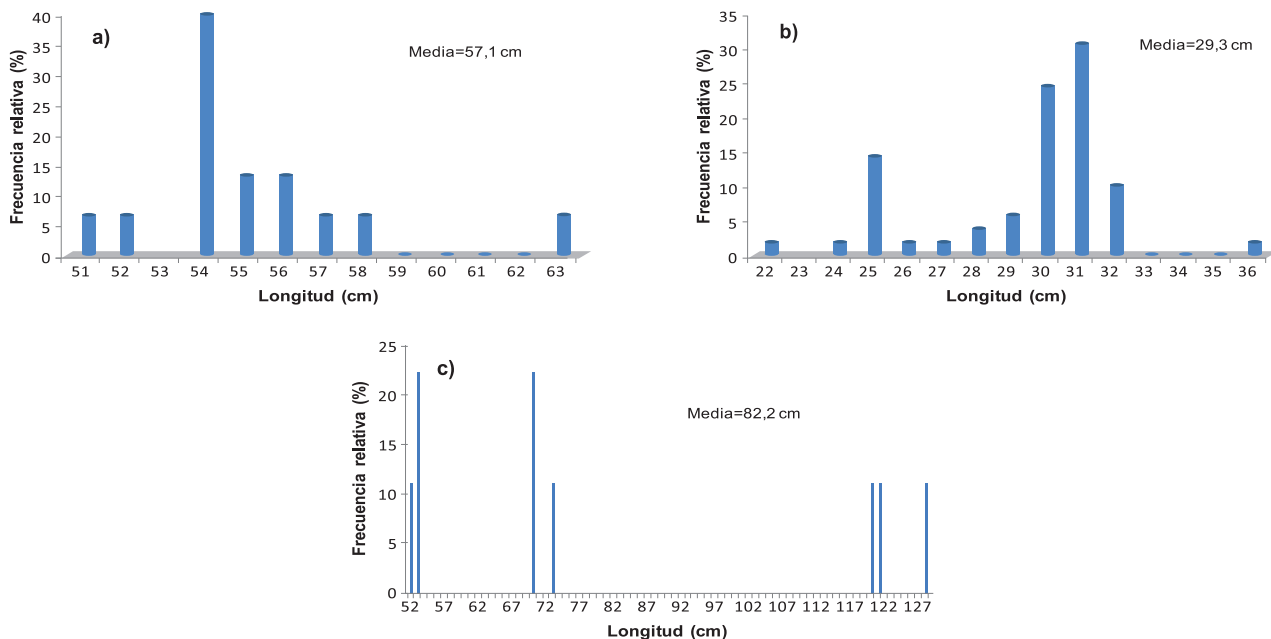 a)
Media=57,1 cm
Frecuencia relativa (%)
40
35
30
25
20
15
10
5
0
51 52 53 54 55 56 57 58 59 60 61 62 63
Longitud (cm)
b)
Media=29,3 cm
Frecuencia relativa (%)
35
30
25
20
15
10
5
0
22 23 24 25 26 27 28 29 30 31 32 33 34 35 36
Longitud (cm)
c)
Media=82,2 cm
Frecuencia relativa (%)
25
20
15
10
5
0
52 57 62 67 72 77 82 87 92 97 102 107 112 117 122 127
Longitud (cm)